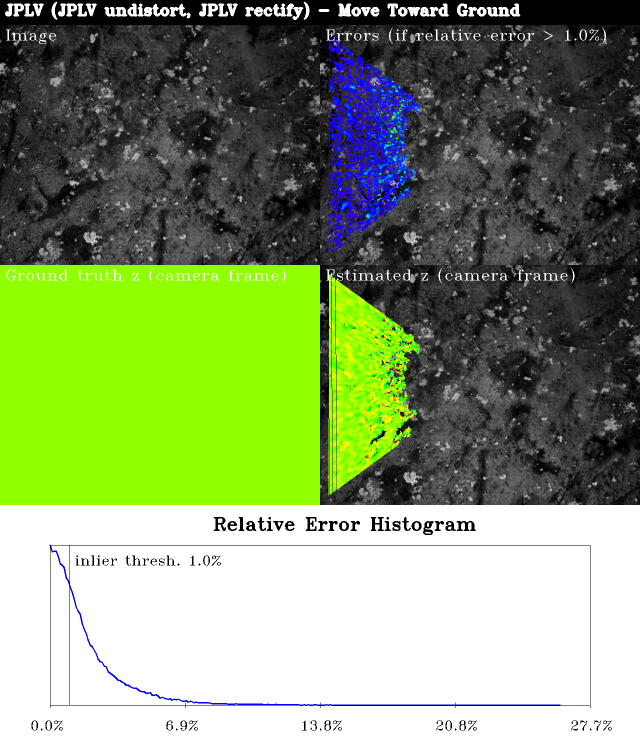 JPLV (JPLV undistort, JPLV rectify) - Move Toward Ground
Image
Errors (if relative error > 1.0%)
Ground truth z (camera frame)
Estimated z (camera frame)
Relative Error Histogram
inlier thresh. 1.0%
0.0% 6.9% 13.8% 20.8% 27.7%